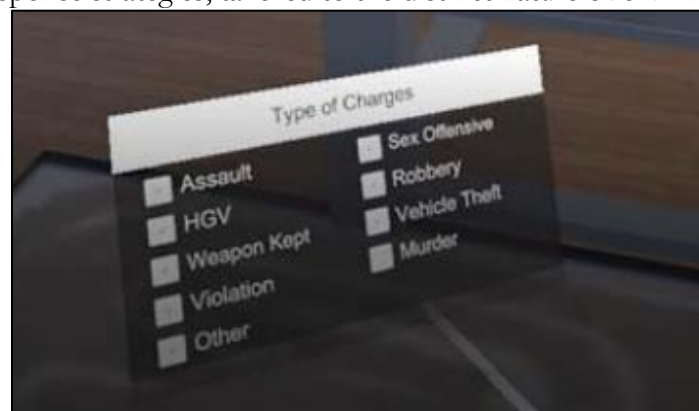 Type of Charges
Assault
HGV
Weapon Kept
Violation
Other
Sex Offensive
Robbery
Vehicle Theft
Murder